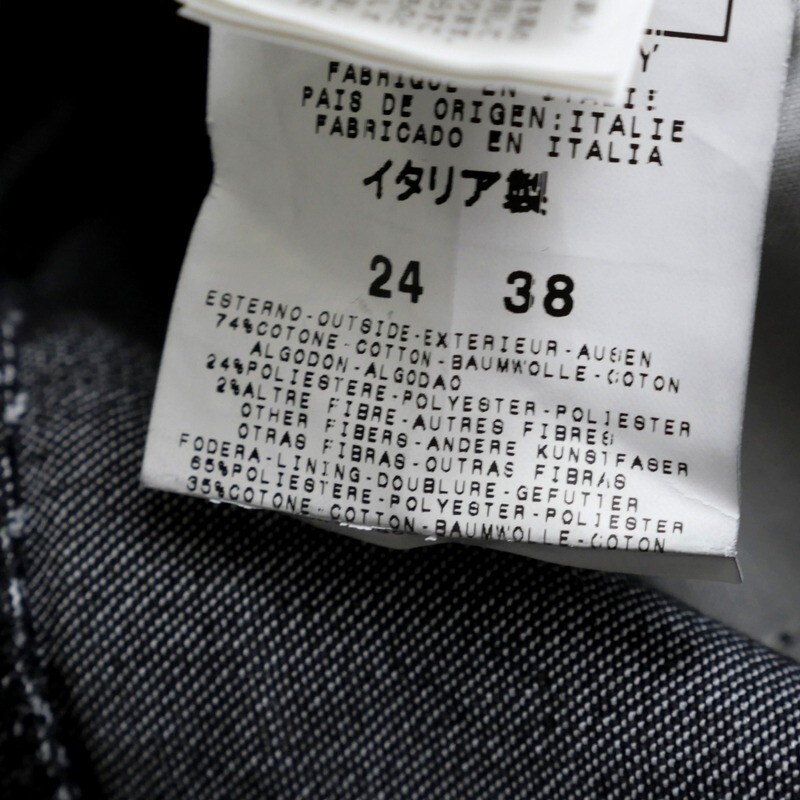 Y
FABRIQUE EN ITALIE
PAIS DE ORIGEN:ITALIE
FABRICADO EN ITALIA
イタリア製
24 38
ESTERNO-OUTSIDE-EXTERIEUR-AUSEN
74%COTONE-COTTON-BAUMWOLLE-COTON
ALGODON-ALGODAO
24%POLIESTERE-POLYESTER-POLIESTER
2%ALTRE FIBRE-AUTRES FIBRES
OTHER FIBERS-ANDERE KUNSTFASER
OTRAS FIBRAS-OUTRAS FIBRAS
FODERA-LINING-DOUBLURE-GEFUTTER
65%POLIESTERE-POLYESTER-POLIESTER
35%COTONE-COTTON-BAUMWOLLE-COTON